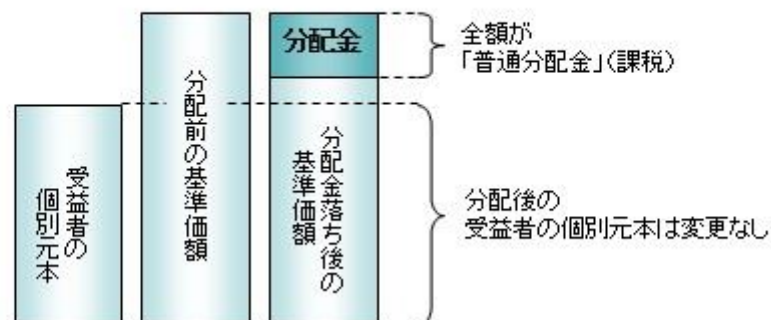 受益者の
個別元本
分配前の基準価額
分配金
分配金落ち後の
基準価額
全額が
「普通分配金」(課税)
分配後の
受益者の個別元本は変更なし